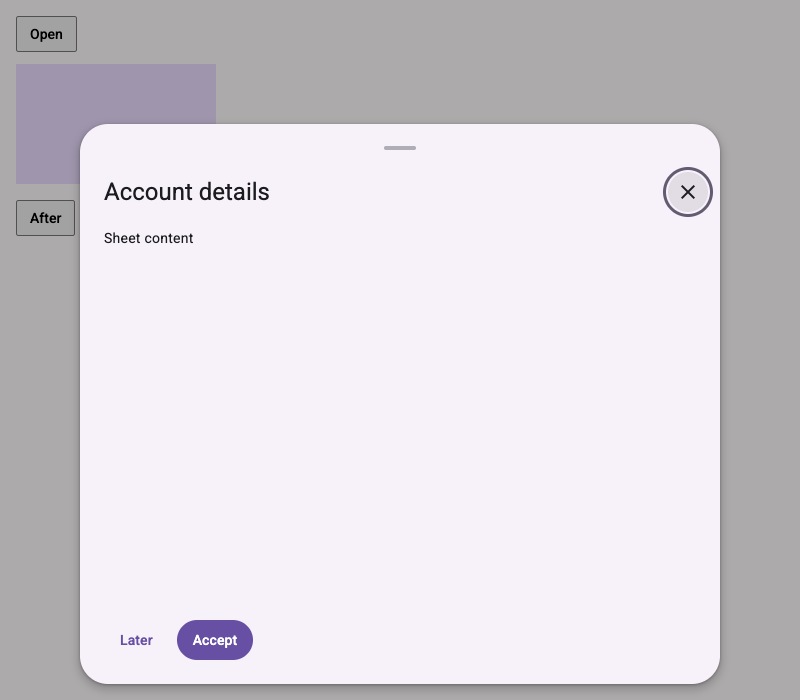 Open
After
Account details
Sheet content
Later
Accept